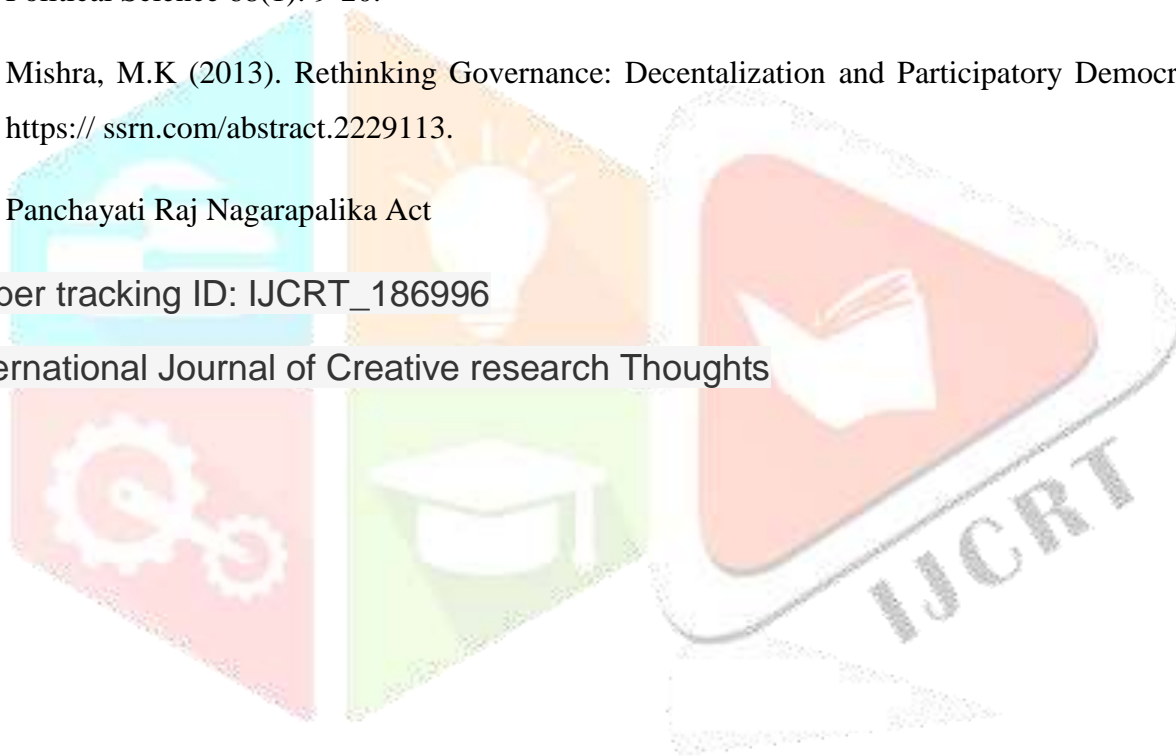 Mishra, M.K (2013). Rethinking Governance: Decentalization and Participatory Democr
https:// ssrn.com/abstract.2229113.
Panchayati Raj Nagarapalika Act
tracking ID: IJCRT_186996
ernational Journal of Creative research Thoughts
IJCRT